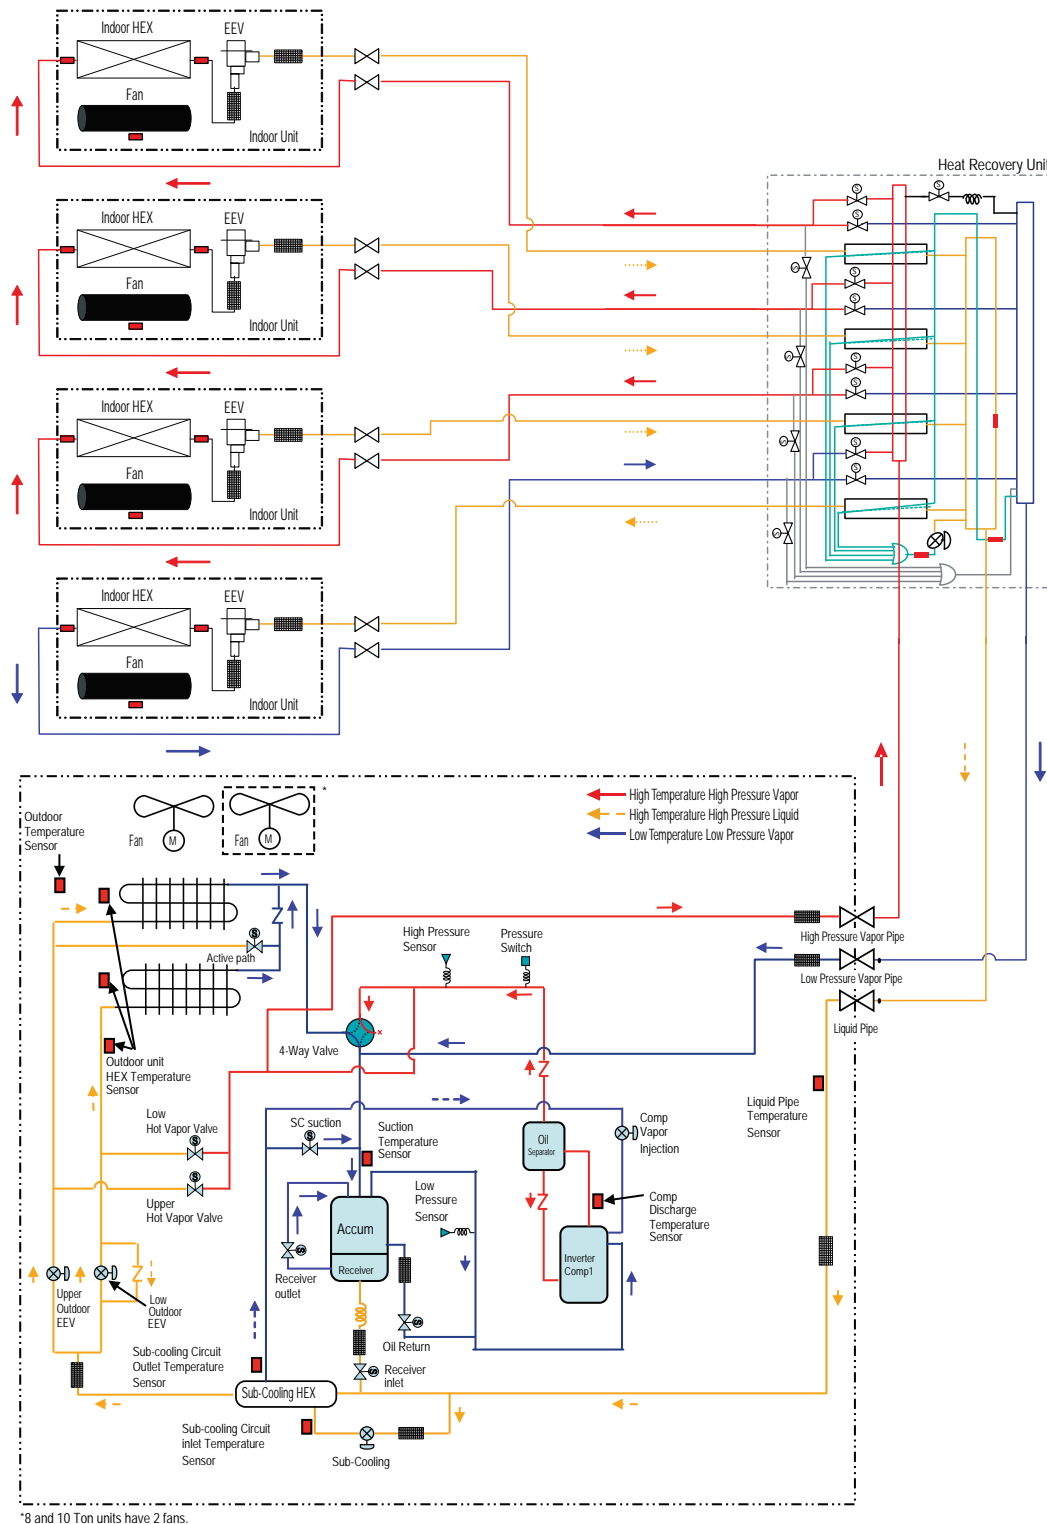 Indoor HEX
EEV
Fan
Indoor Unit
Heat Recovery Unit
S
S
S
Indoor HEX
EEV
Fan
Indoor Unit
S
S
S
Indoor HEX
EEV
Fan
Indoor Unit
S
S
S
S
S
S
Indoor HEX
EEV
Fan
Indoor Unit
*
Fan
M
Fan
M
High Temperature High Pressure Vapor
High Temperature High Pressure Liquid
Low Temperature Low Pressure Vapor
Outdoor
Temperature
Sensor
S
Active path
High Pressure
Sensor
Pressure
Switch
High Pressure Vapor Pipe
Low Pressure Vapor Pipe
Liquid Pipe
4-Way Valve
×
Outdoor unit
HEX Temperature
Sensor
Low
Hot Vapor Valve
S
SC suction
S
Suction
Temperature
Sensor
Oil
Separator
Comp
Vapor
Injection
Liquid Pipe
Temperature
Sensor
S
Upper
Hot Vapor Valve
Low
Pressure
Sensor
Comp
Discharge
Temperature
Sensor
Accum
Receiver
S
Receiver
outlet
Inverter
Comp1
Upper
Outdoor
EEV
Low
Outdoor
EEV
S
Oil Return
Sub-cooling Circuit
Outlet Temperature
Sensor
S
Receiver
inlet
Sub-Cooling HEX
Sub-cooling Circuit
inlet Temperature
Sensor
Sub-Cooling
*8 and 10 Ton units have 2 fans.